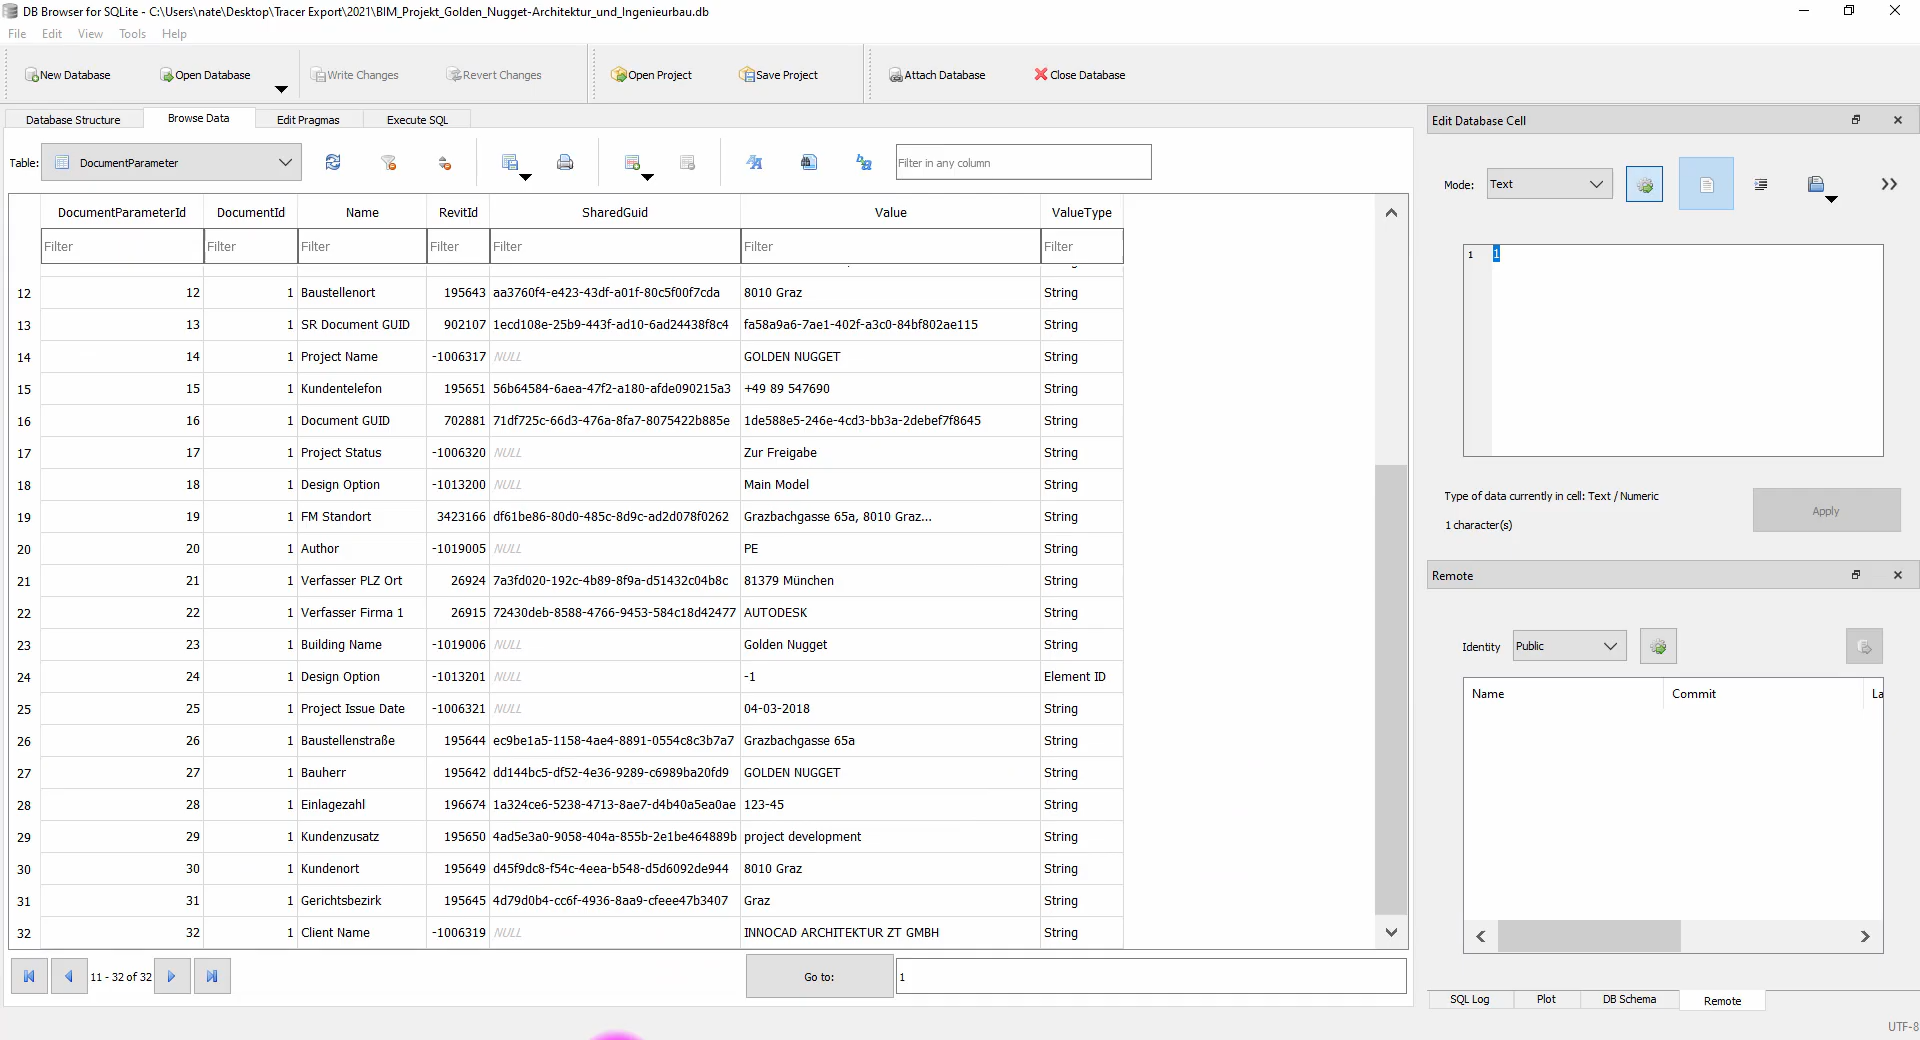 DB Browser for SQLite - C:\Users\nate\Desktop\Tracer Export\2021\BIM_Projekt_Golden_Nugget-Architektur_und_Ingenieurbau.db
File Edit View Tools Help
New Database Open Database Write Changes Revert Changes Open Project Save Project Attach Database Close Database
Database Structure Browse Data Edit Pragmas Execute SQL
Table: DocumentParameter Filter in any column
DocumentParameterId DocumentId Name RevitId SharedGuid Value ValueType
Filter Filter Filter Filter Filter Filter Filter
12 12 1 Baustellenort 195643 aa3760f4-e423-43df-a01f-80c5f00f7cda 8010 Graz String
13 13 1 SR Document GUID 902107 1ecd108e-25b9-443f-ad10-6ad24438f8c4 fa58a9a6-7ae1-402f-a3c0-84bf802ae115 String
14 14 1 Project Name -1006317 NULL GOLDEN NUGGET String
15 15 1 Kundentelefon 195651 56b64584-6aea-47f2-a180-afde090215a3 +49 89 547690 String
16 16 1 Document GUID 702881 71df725c-66d3-476a-8fa7-8075422b885e 1de588e5-246e-4cd3-bb3a-2debef7f8645 String
17 17 1 Project Status -1006320 NULL Zur Freigabe String
18 18 1 Design Option -1013200 NULL Main Model String
19 19 1 FM Standort 3423166 df61be86-80d0-485c-8d9c-ad2d078f0262 Grazbachgasse 65a, 8010 Graz... String
20 20 1 Author -1019005 NULL PE String
21 21 1 Verfasser PLZ Ort 26924 7a3fd020-192c-4b89-8f9a-d51432c04b8c 81379 München String
22 22 1 Verfasser Firma 1 26915 72430deb-8588-4766-9453-584c18d42477 AUTODESK String
23 23 1 Building Name -1019006 NULL Golden Nugget String
24 24 1 Design Option -1013201 NULL -1 Element ID
25 25 1 Project Issue Date -1006321 NULL 04-03-2018 String
26 26 1 Baustellenstraße 195644 ec9be1a5-1158-4ae4-8891-0554c8c3b7a7 Grazbachgasse 65a String
27 27 1 Bauherr 195642 dd144bc5-df52-4e36-9289-c6989ba20fd9 GOLDEN NUGGET String
28 28 1 Einlagezahl 196674 1a324ce6-5238-4713-8ae7-d4b40a5ea0ae 123-45 String
29 29 1 Kundenzusatz 195650 4ad5e3a0-9058-404a-855b-2e1be464889b project development String
30 30 1 Kundenort 195649 d45f9dc8-f54c-4eea-b548-d5d6092de944 8010 Graz String
31 31 1 Gerichtsbezirk 195645 4d79d0b4-cc6f-4936-8aa9-cfeee47b3407 Graz String
32 32 1 Client Name -1006319 NULL INNOCAD ARCHITEKTUR ZT GMBH String
11 - 32 of 32 Go to: 1
Edit Database Cell
Mode: Text
1 1
Type of data currently in cell: Text / Numeric
1 character(s)
Apply
Remote
Identity Public
Name Commit La
SQL Log Plot DB Schema Remote
UTF-8